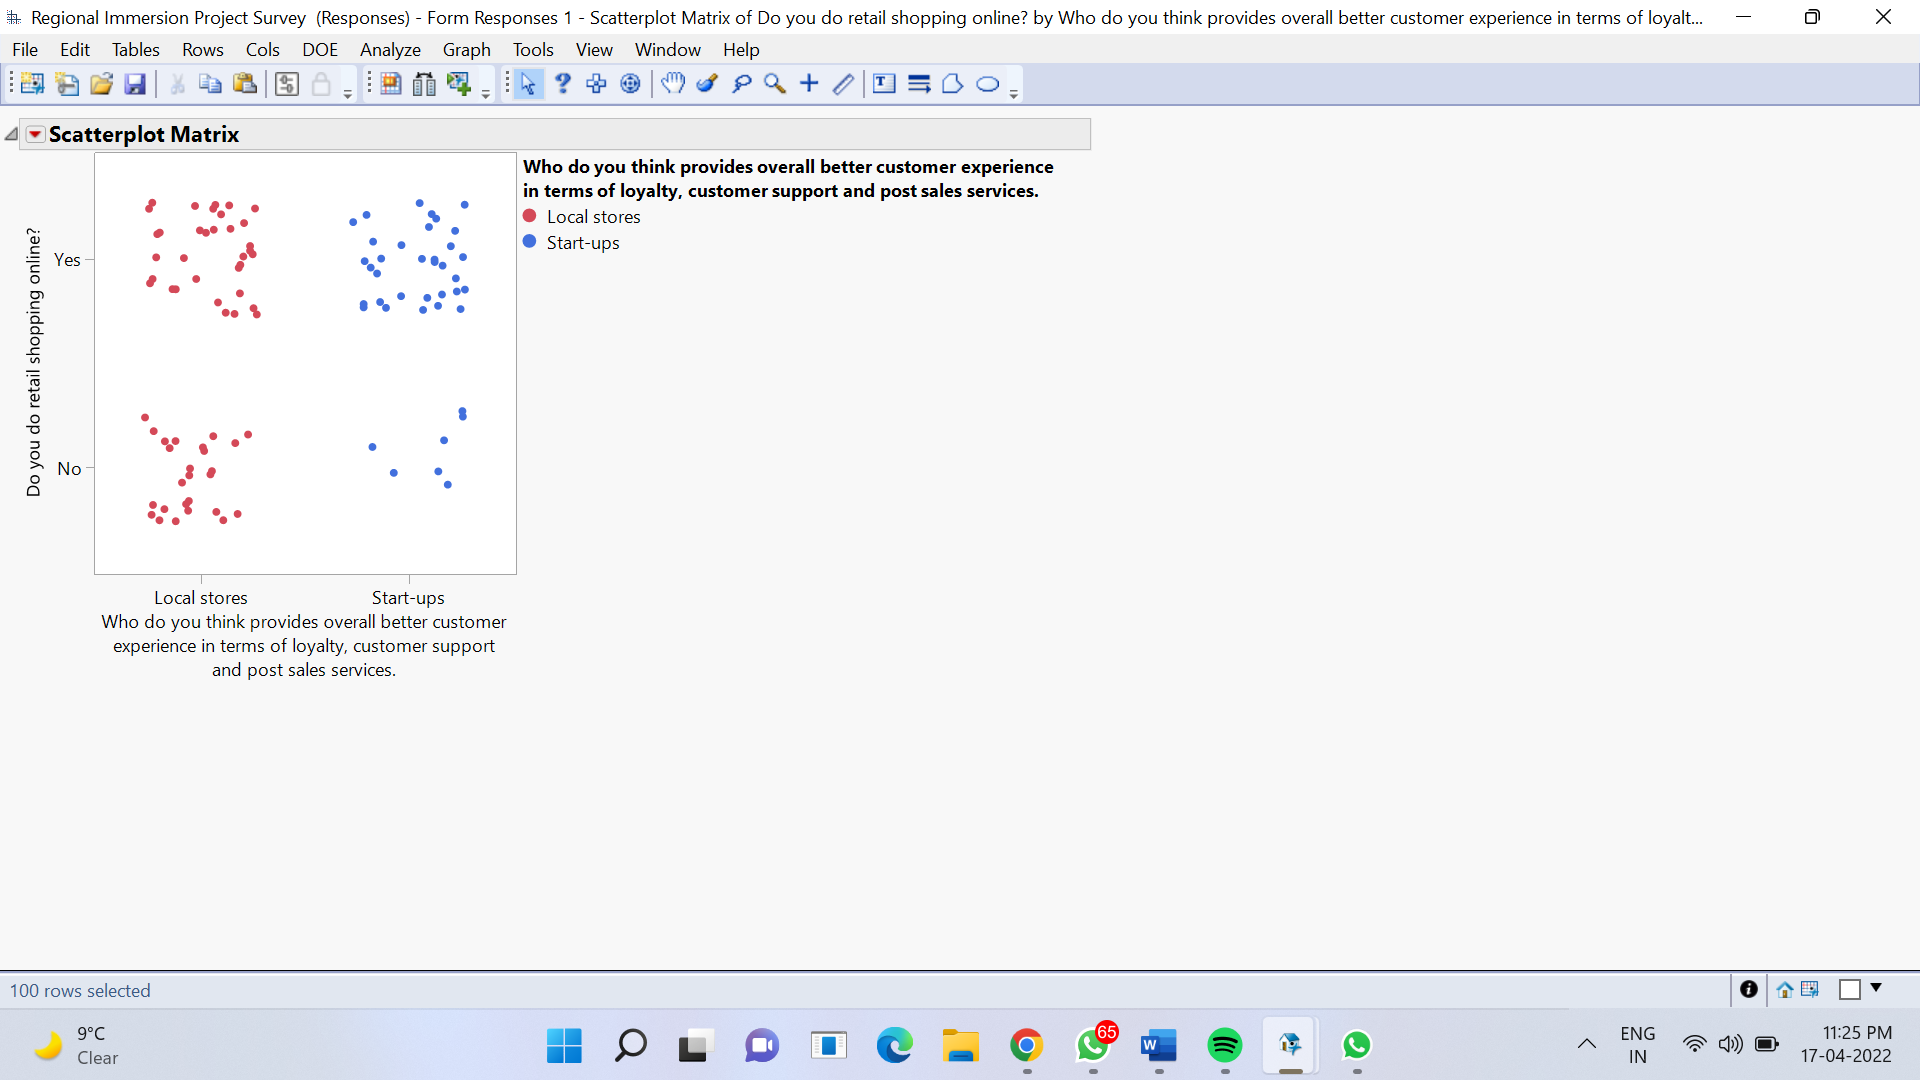 Regional Immersion Project Survey (Responses) - Form Responses 1 - Scatterplot Matrix of Do you do retail shopping online? by Who do you think provides overall better customer experience in terms of loyalt...
File Edit Tables Rows Cols DOE Analyze Graph Tools View Window Help
Scatterplot Matrix
Who do you think provides overall better customer experience
in terms of loyalty, customer support and post sales services.
Local stores
Start-ups
Do you do retail shopping online?
Yes
No
Local stores Start-ups
Who do you think provides overall better customer
experience in terms of loyalty, customer support
and post sales services.
100 rows selected
9°C
Clear
65
ENG
IN
11:25 PM
17-04-2022